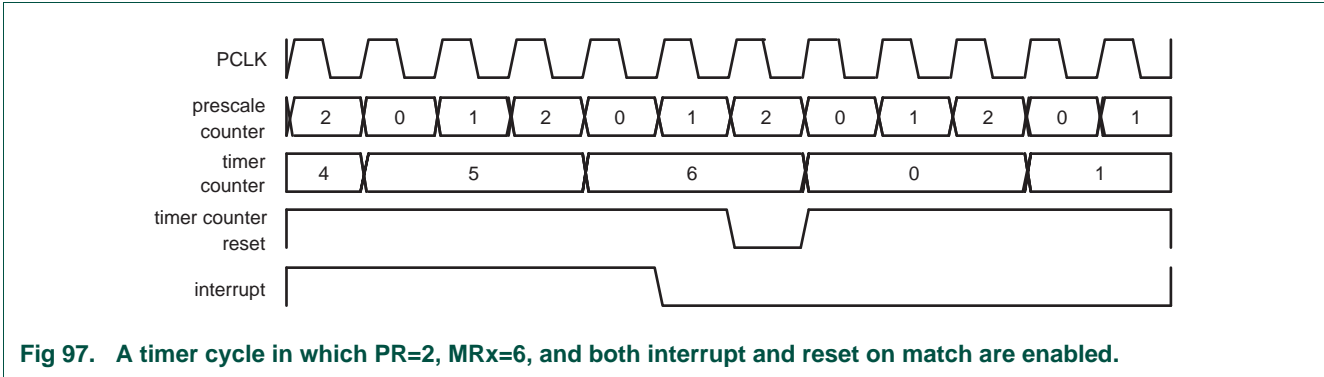 PCLK
prescale
counter
2 0 1 2 0 1 2 0 1 2 0 1
timer
counter
4 5 6 0 1
timer counter
reset
interrupt
Fig 97. A timer cycle in which PR=2, MRx=6, and both interrupt and reset on match are enabled.